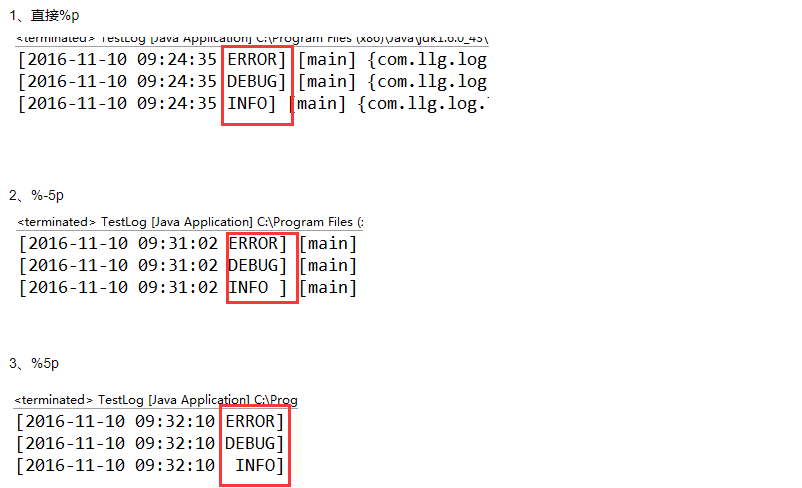 1、直接%p
<terminated> TestLog [Java Application] C:\Program Files (x86)\Java\jdk1.6.0_43\
[2016-11-10 09:24:35 ERROR] [main] {com.llg.log
[2016-11-10 09:24:35 DEBUG] [main] {com.llg.log
[2016-11-10 09:24:35 INFO] [main] {com.llg.log.
2、%-5p
<terminated> TestLog [Java Application] C:\Program Files (
[2016-11-10 09:31:02 ERROR] [main]
[2016-11-10 09:31:02 DEBUG] [main]
[2016-11-10 09:31:02 INFO ] [main]
3、%5p
<terminated> TestLog [Java Application] C:\Prog
[2016-11-10 09:32:10 ERROR]
[2016-11-10 09:32:10 DEBUG]
[2016-11-10 09:32:10  INFO]